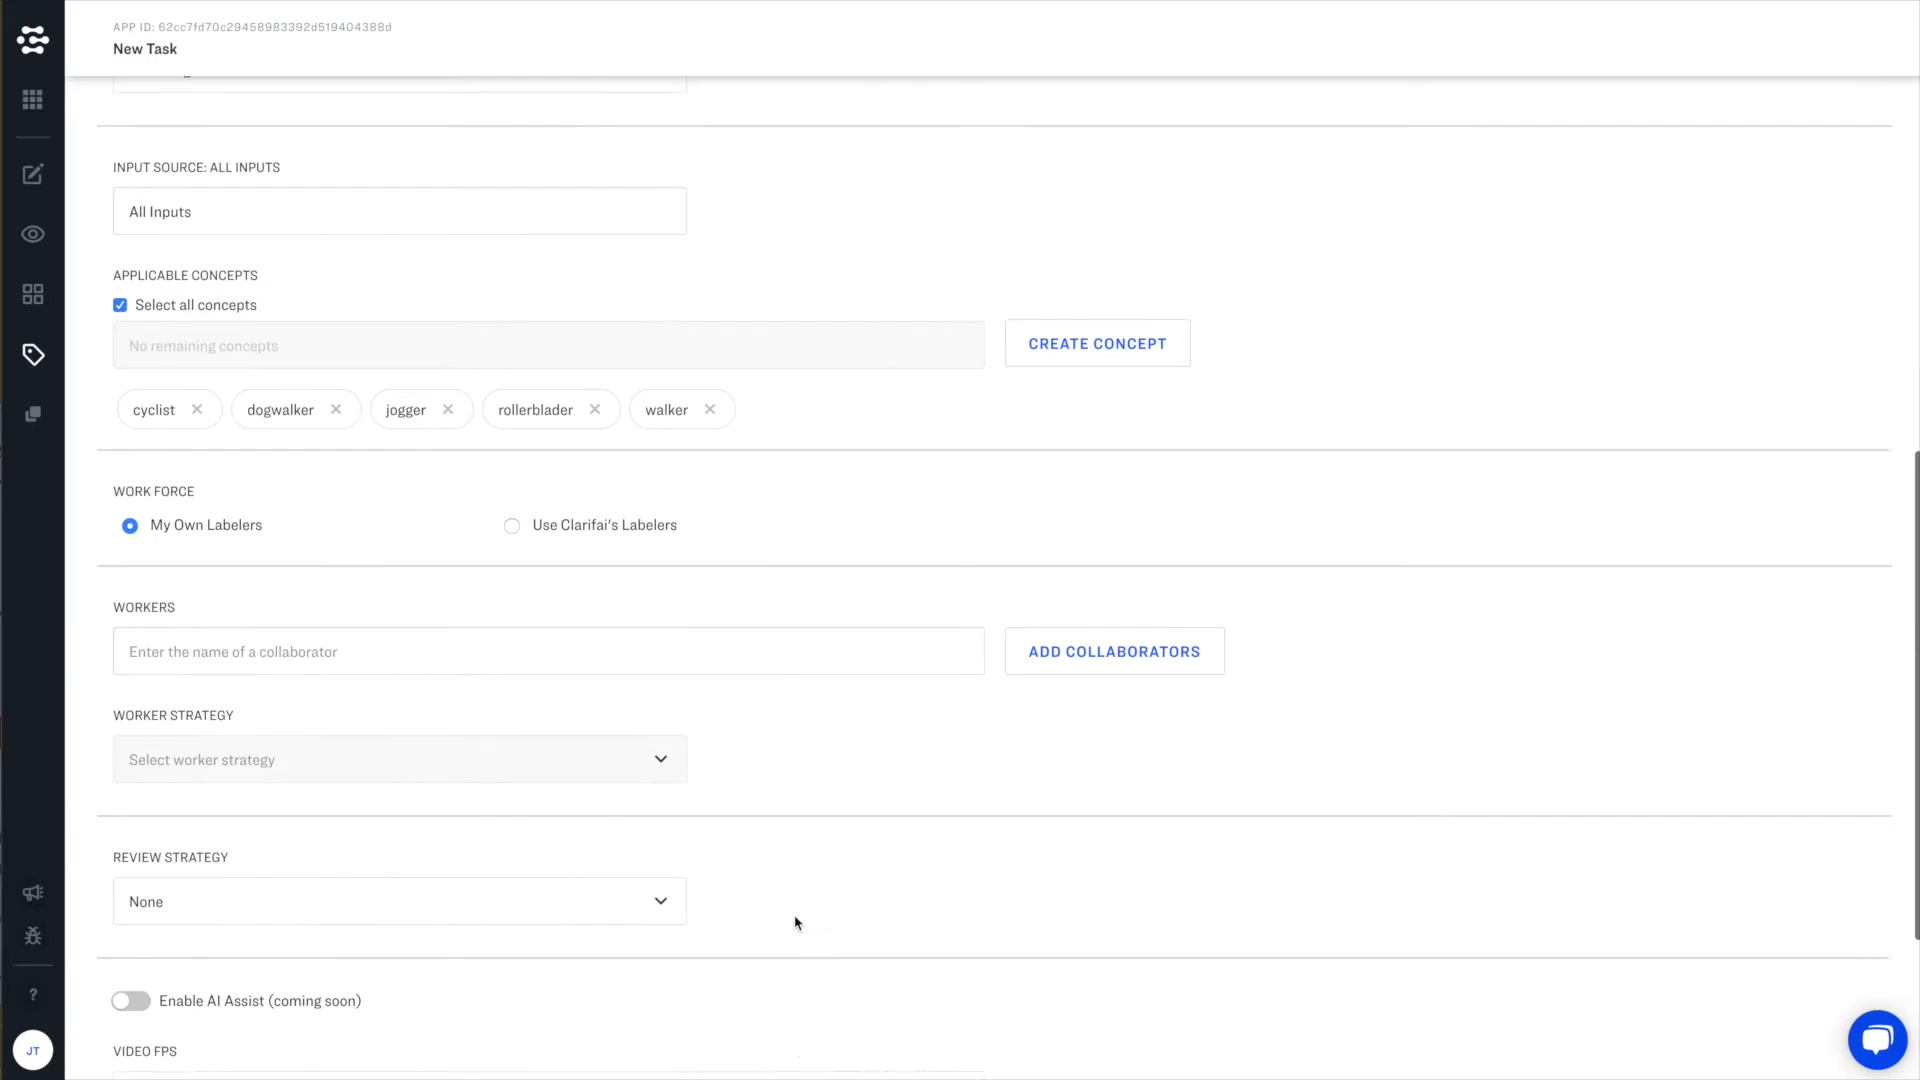 APP ID: 62cc7fd70c29458983392d519404388d
New Task
INPUT SOURCE: ALL INPUTS
All Inputs
APPLICABLE CONCEPTS
Select all concepts
No remaining concepts
CREATE CONCEPT
cyclist
dogwalker
jogger
rollerblader
walker
WORK FORCE
My Own Labelers
Use Clarifai's Labelers
WORKERS
Enter the name of a collaborator
ADD COLLABORATORS
WORKER STRATEGY
Select worker strategy
REVIEW STRATEGY
None
Enable AI Assist (coming soon)
VIDEO FPS
?
JT